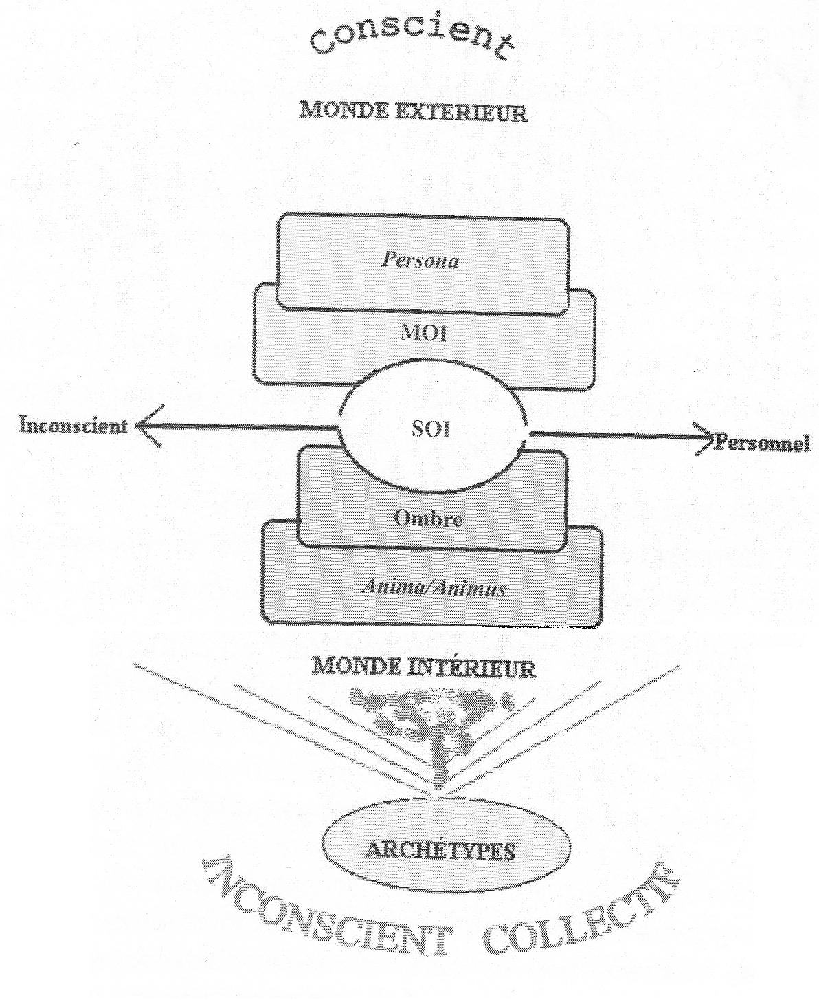 Conscient
MONDE EXTERIEUR
Persona
MOI
Inconscient
SOI
Personnel
Ombre
Anima/Animus
MONDE INTÉRIEUR
ARCHÉTYPES
INCONSCIENT COLLECTIF